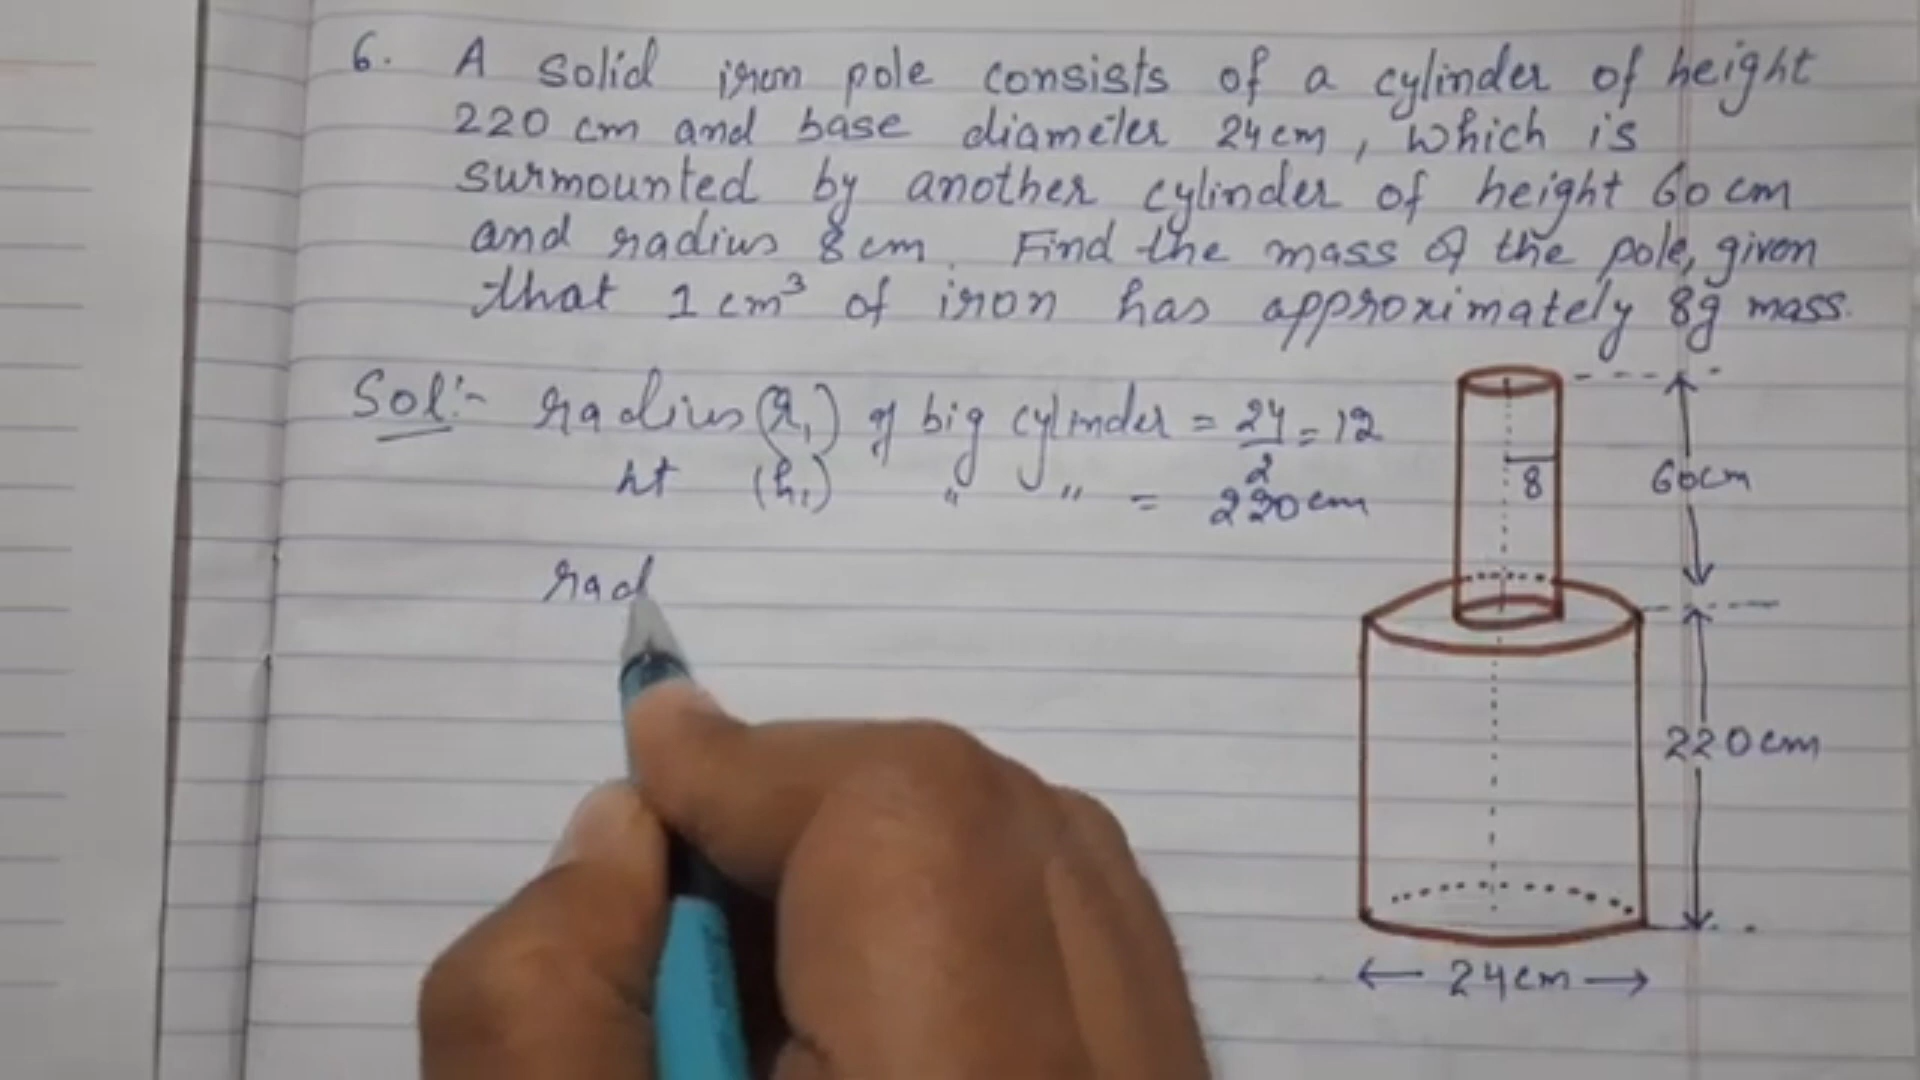 6. A solid iron pole consists of a cylinder of height
220 cm and base diameter 24cm, which is
surmounted by another cylinder of height 60 cm
and radius 8 cm. Find the mass of the pole, given
that 1 cm³ of iron has approximately 8g mass.
Sol:- radius (r₁) of big cylinder = 24/2 = 12
ht (h₁) " " = 220 cm
rad
8
60cm
220cm
24cm